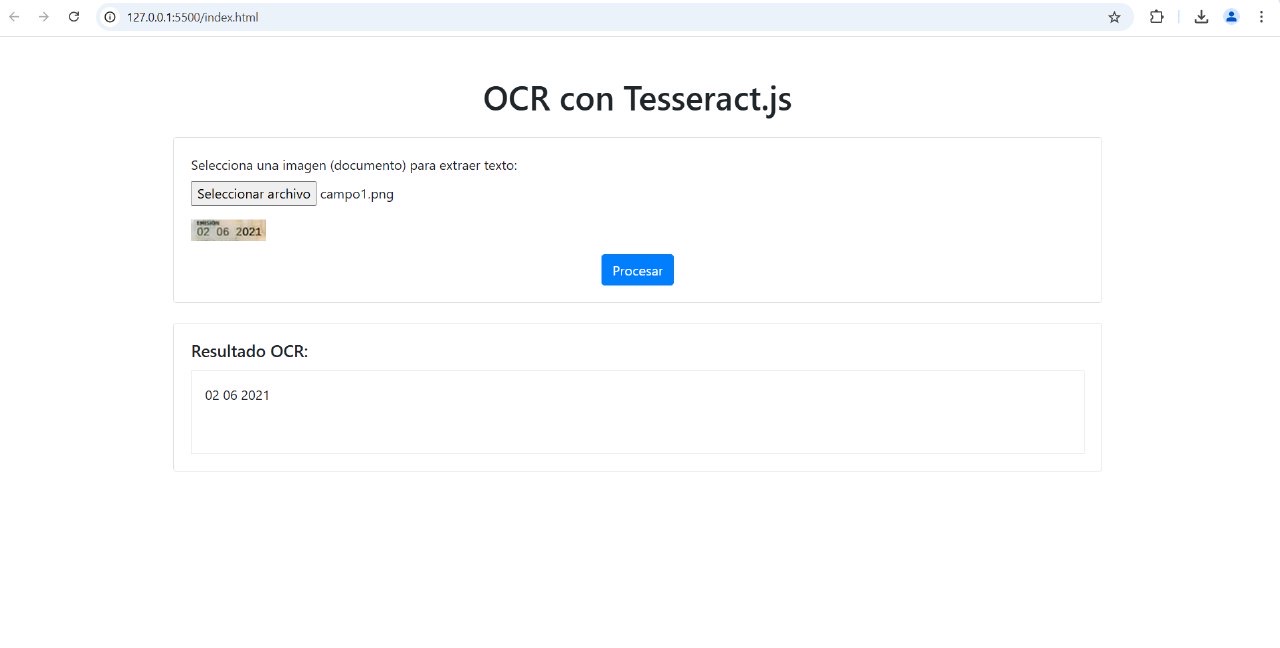 127.0.0.1:5500/index.html
OCR con Tesseract.js
Selecciona una imagen (documento) para extraer texto:
Seleccionar archivo campo1.png
EMISIÓN
02 06 2021
Procesar
Resultado OCR:
02 06 2021